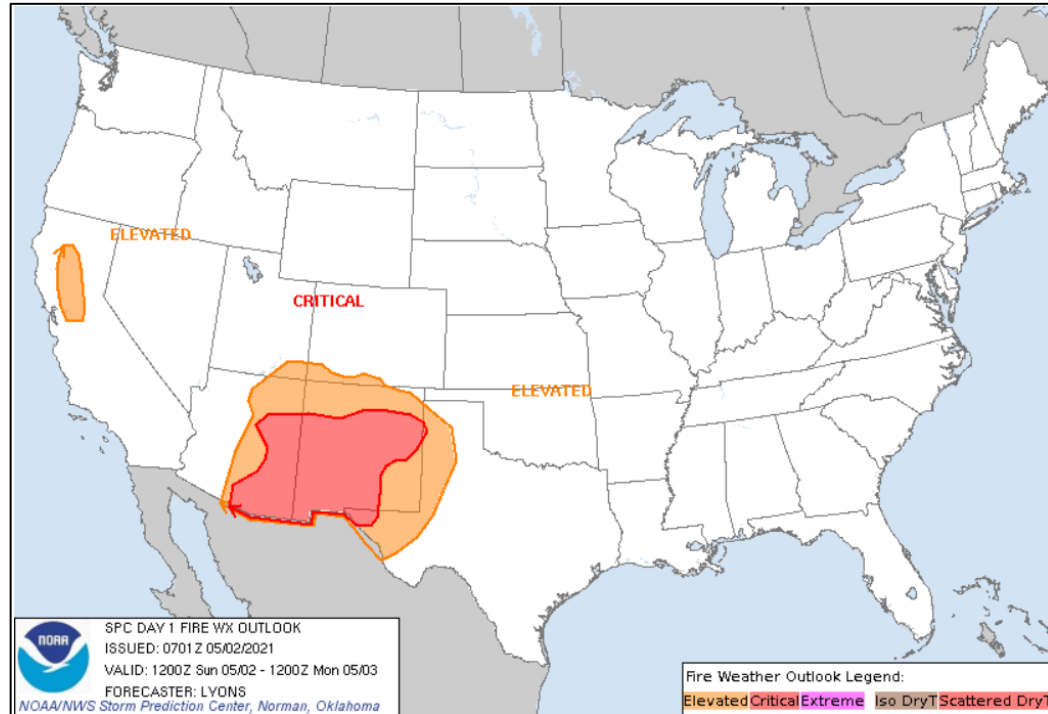 ELEVATED
CRITICAL
ELEVATED
NOAA
SPC DAY 1 FIRE WX OUTLOOK
ISSUED: 0701Z 05/02/2021
VALID: 1200Z Sun 05/02 - 1200Z Mon 05/03
FORECASTER: LYONS
NOAA/NWS Storm Prediction Center, Norman, Oklahoma
Fire Weather Outlook Legend:
Elevated Critical Extreme Iso DryT Scattered DryT